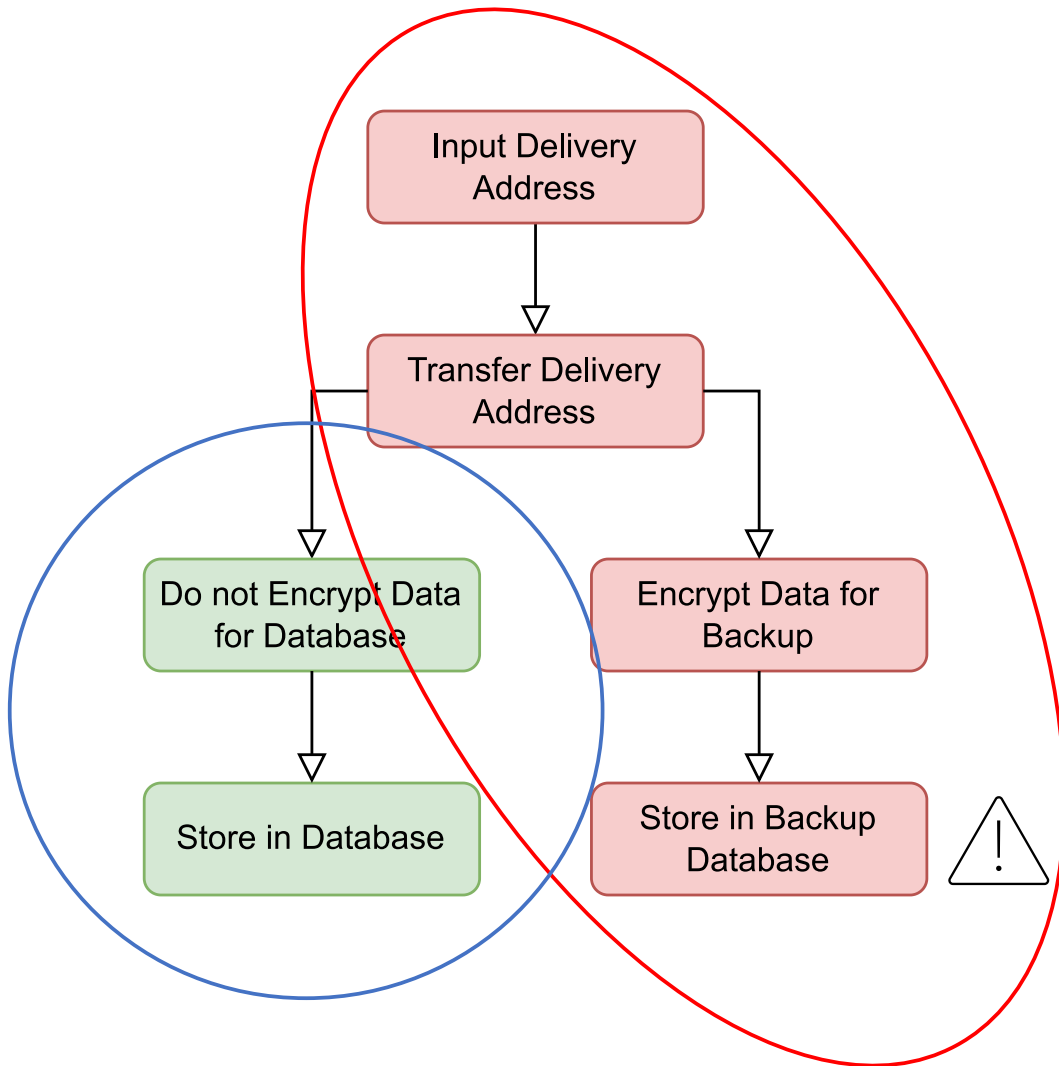 Input Delivery
Address
Transfer Delivery
Address
Do not Encrypt Data
for Database
Encrypt Data for
Backup
Store in Database
Store in Backup
Database